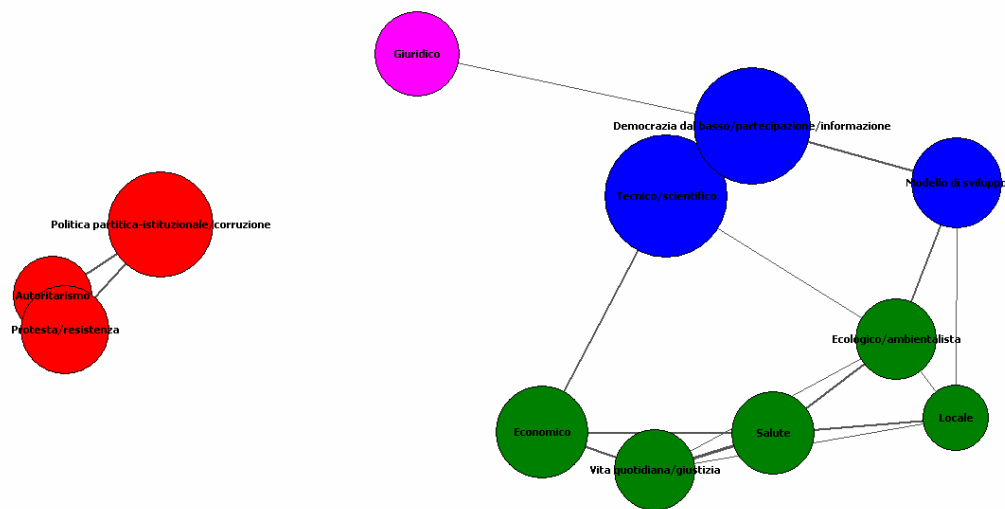 Giuridico
Democrazia dal basso/partecipazione/informazione
Modello di sviluppo
Tecnico/scientifico
Politica partitica-istituzionale/corruzione
Autoritarismo
Protesta/resistenza
Ecologico/ambientalista
Locale
Economico
Salute
Vita quotidiana/giustizia